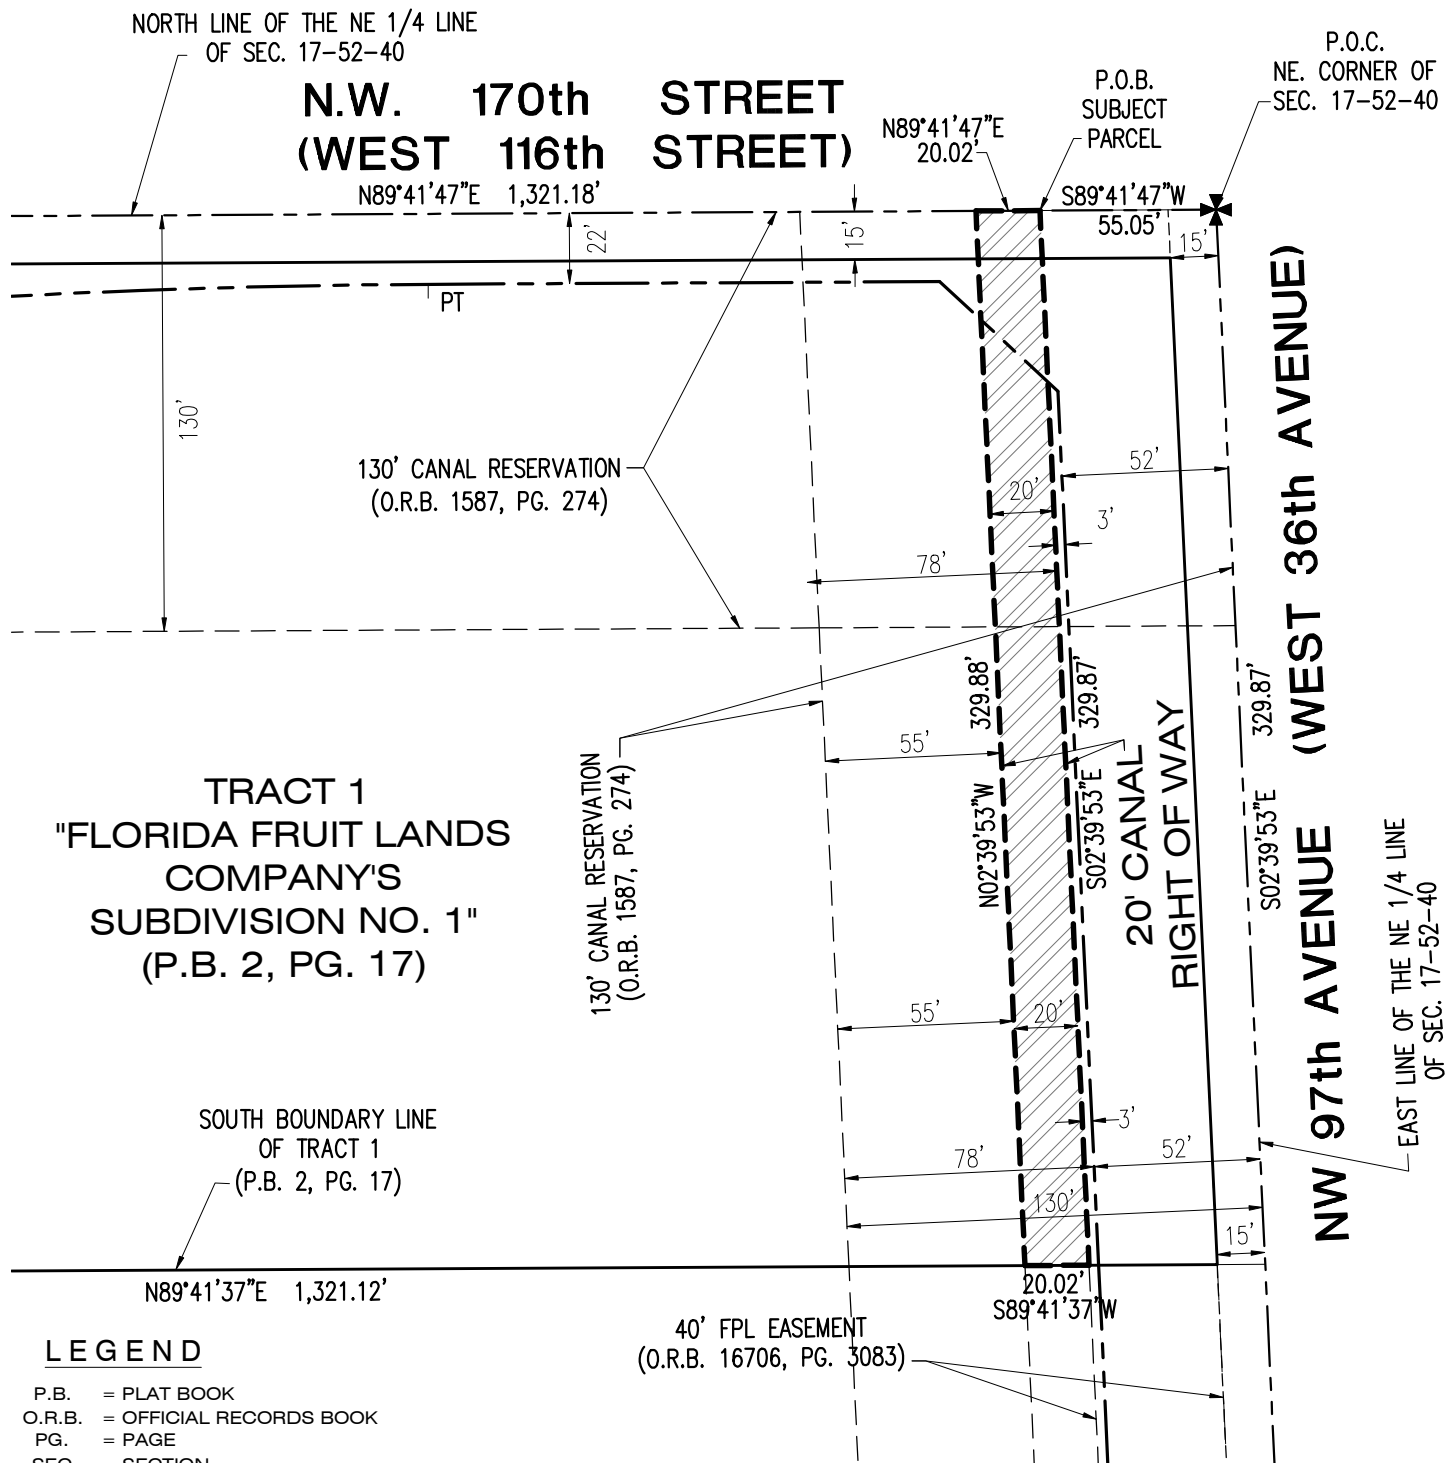 NORTH LINE OF THE NE 1/4 LINE
OF SEC. 17-52-40
N.W. 170th STREET
(WEST 116th STREET)
P.O.C.
NE. CORNER OF
SEC. 17-52-40
P.O.B.
SUBJECT
PARCEL
N89°41'47"E
20.02'
N89°41'47"E 1,321.18'
S89°41'47"W
55.05'
22'
15'
15'
PT
130'
130' CANAL RESERVATION
(O.R.B. 1587, PG. 274)
52'
20'
3'
78'
NW 97th AVENUE (WEST 36th AVENUE)
329.88'
N02°39'53"W
329.87'
S02°39'53"E
329.87'
S02°39'53"E
55'
20' CANAL
RIGHT OF WAY
130' CANAL RESERVATION
(O.R.B. 1587, PG. 274)
TRACT 1
"FLORIDA FRUIT LANDS
COMPANY'S
SUBDIVISION NO. 1"
(P.B. 2, PG. 17)
EAST LINE OF THE NE 1/4 LINE
OF SEC. 17-52-40
55'
20'
SOUTH BOUNDARY LINE
OF TRACT 1
(P.B. 2, PG. 17)
3'
78'
52'
130'
15'
N89°41'37"E 1,321.12'
20.02'
S89°41'37"W
40' FPL EASEMENT
(O.R.B. 16706, PG. 3083)
LEGEND
P.B. = PLAT BOOK
O.R.B. = OFFICIAL RECORDS BOOK
PG. = PAGE
SEC. = SECTION